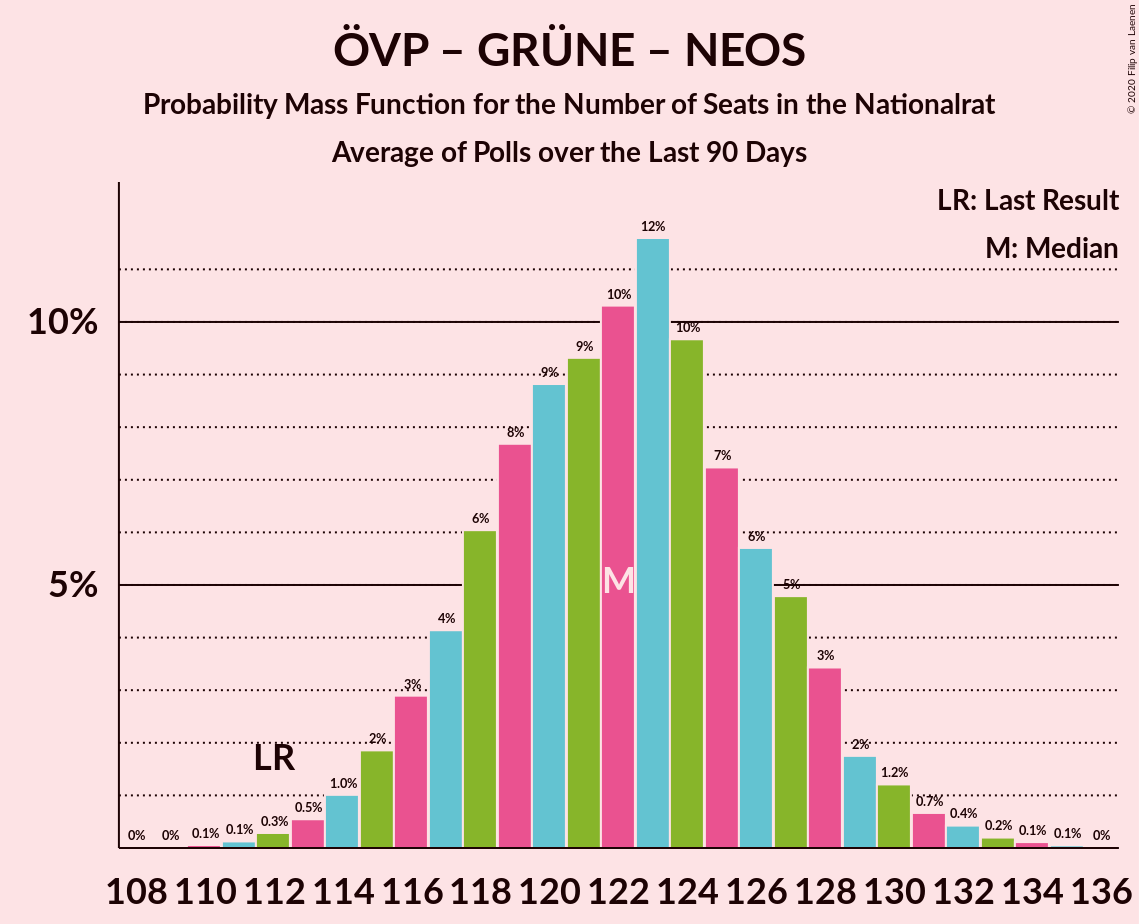 ÖVP – GRÜNE – NEOS
Probability Mass Function for the Number of Seats in the Nationalrat
Average of Polls over the Last 90 Days
© 2020 Filip van Laenen
LR: Last Result
M: Median
10%
5%
0% 0% 0.1% 0.1% 0.3% 0.5% 1.0% 2% 3% 4% 6% 8% 9% 9% 10% 12% 10% 7% 6% 5% 3% 2% 1.2% 0.7% 0.4% 0.2% 0.1% 0.1% 0%
LR
M
108 110 112 114 116 118 120 122 124 126 128 130 132 134 136